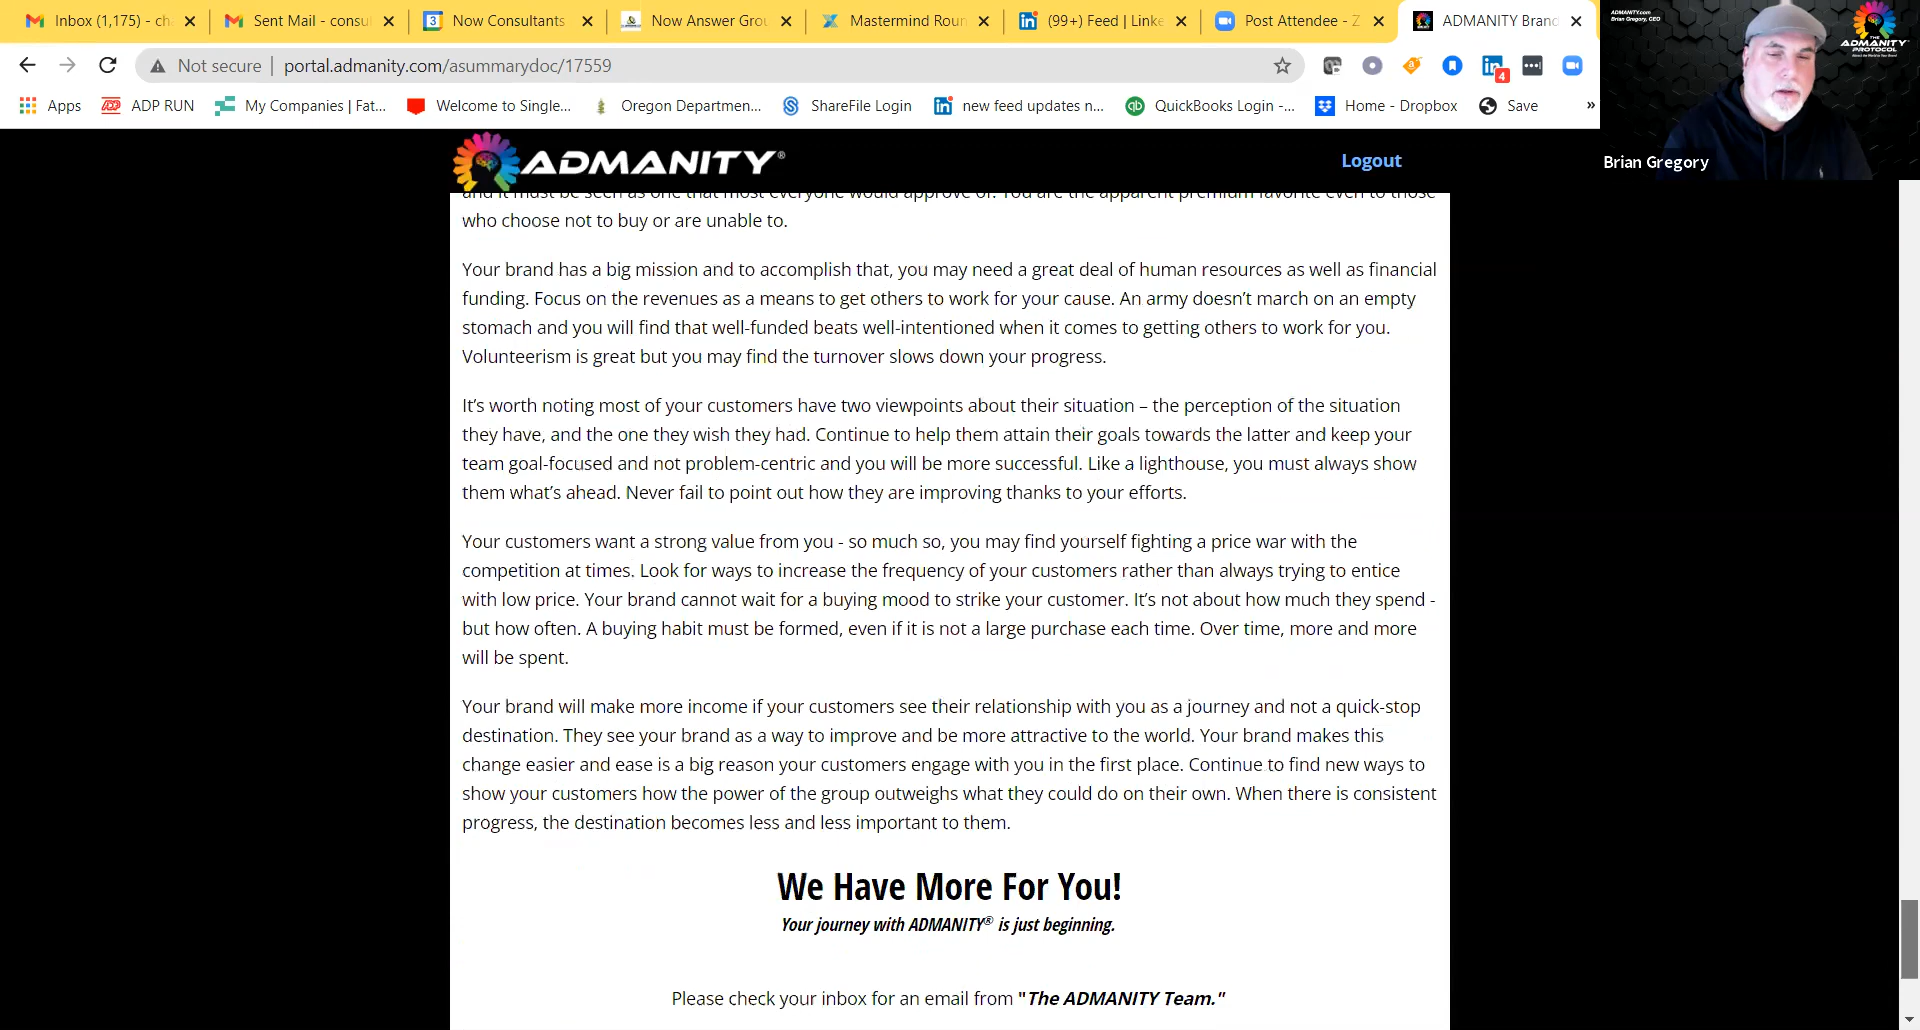 Inbox (1,175) - ch
Sent Mail - consul
Now Consultants
Now Answer Grou
Mastermind Roun
(99+) Feed | Linke
Post Attendee - Z
ADMANITY Brand
ADMANITY.com
Brian Gregory, CEO
THE
ADMANITY
PROTOCOL
Not secure | portal.admanity.com/asummarydoc/17559
4
Apps
ADP RUN
My Companies | Fat...
Welcome to Single...
Oregon Departmen...
ShareFile Login
new feed updates n...
QuickBooks Login -...
Home - Dropbox
Save
»
ADMANITY®
Logout
Brian Gregory
and it must be seen as one that most everyone would approve of. You are the apparent premium favorite even to those
who choose not to buy or are unable to.
Your brand has a big mission and to accomplish that, you may need a great deal of human resources as well as financial
funding. Focus on the revenues as a means to get others to work for your cause. An army doesn’t march on an empty
stomach and you will find that well-funded beats well-intentioned when it comes to getting others to work for you.
Volunteerism is great but you may find the turnover slows down your progress.
It’s worth noting most of your customers have two viewpoints about their situation – the perception of the situation
they have, and the one they wish they had. Continue to help them attain their goals towards the latter and keep your
team goal-focused and not problem-centric and you will be more successful. Like a lighthouse, you must always show
them what’s ahead. Never fail to point out how they are improving thanks to your efforts.
Your customers want a strong value from you - so much so, you may find yourself fighting a price war with the
competition at times. Look for ways to increase the frequency of your customers rather than always trying to entice
with low price. Your brand cannot wait for a buying mood to strike your customer. It’s not about how much they spend -
but how often. A buying habit must be formed, even if it is not a large purchase each time. Over time, more and more
will be spent.
Your brand will make more income if your customers see their relationship with you as a journey and not a quick-stop
destination. They see your brand as a way to improve and be more attractive to the world. Your brand makes this
change easier and ease is a big reason your customers engage with you in the first place. Continue to find new ways to
show your customers how the power of the group outweighs what they could do on their own. When there is consistent
progress, the destination becomes less and less important to them.
We Have More For You!
Your journey with ADMANITY® is just beginning.
Please check your inbox for an email from "The ADMANITY Team."